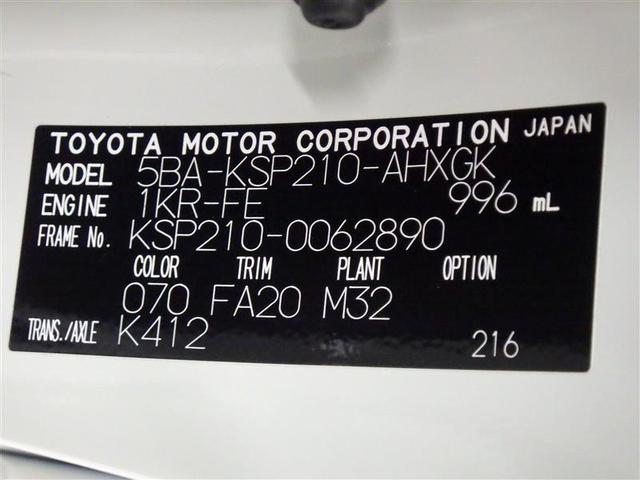 TOYOTA MOTOR CORPORATION JAPAN
MODEL 5BA-KSP210-AHXGK
ENGINE 1KR-FE 996 mL
FRAME No. KSP210-0062890
COLOR TRIM PLANT OPTION
070 FA20 M32
TRANS./AXLE K412 216